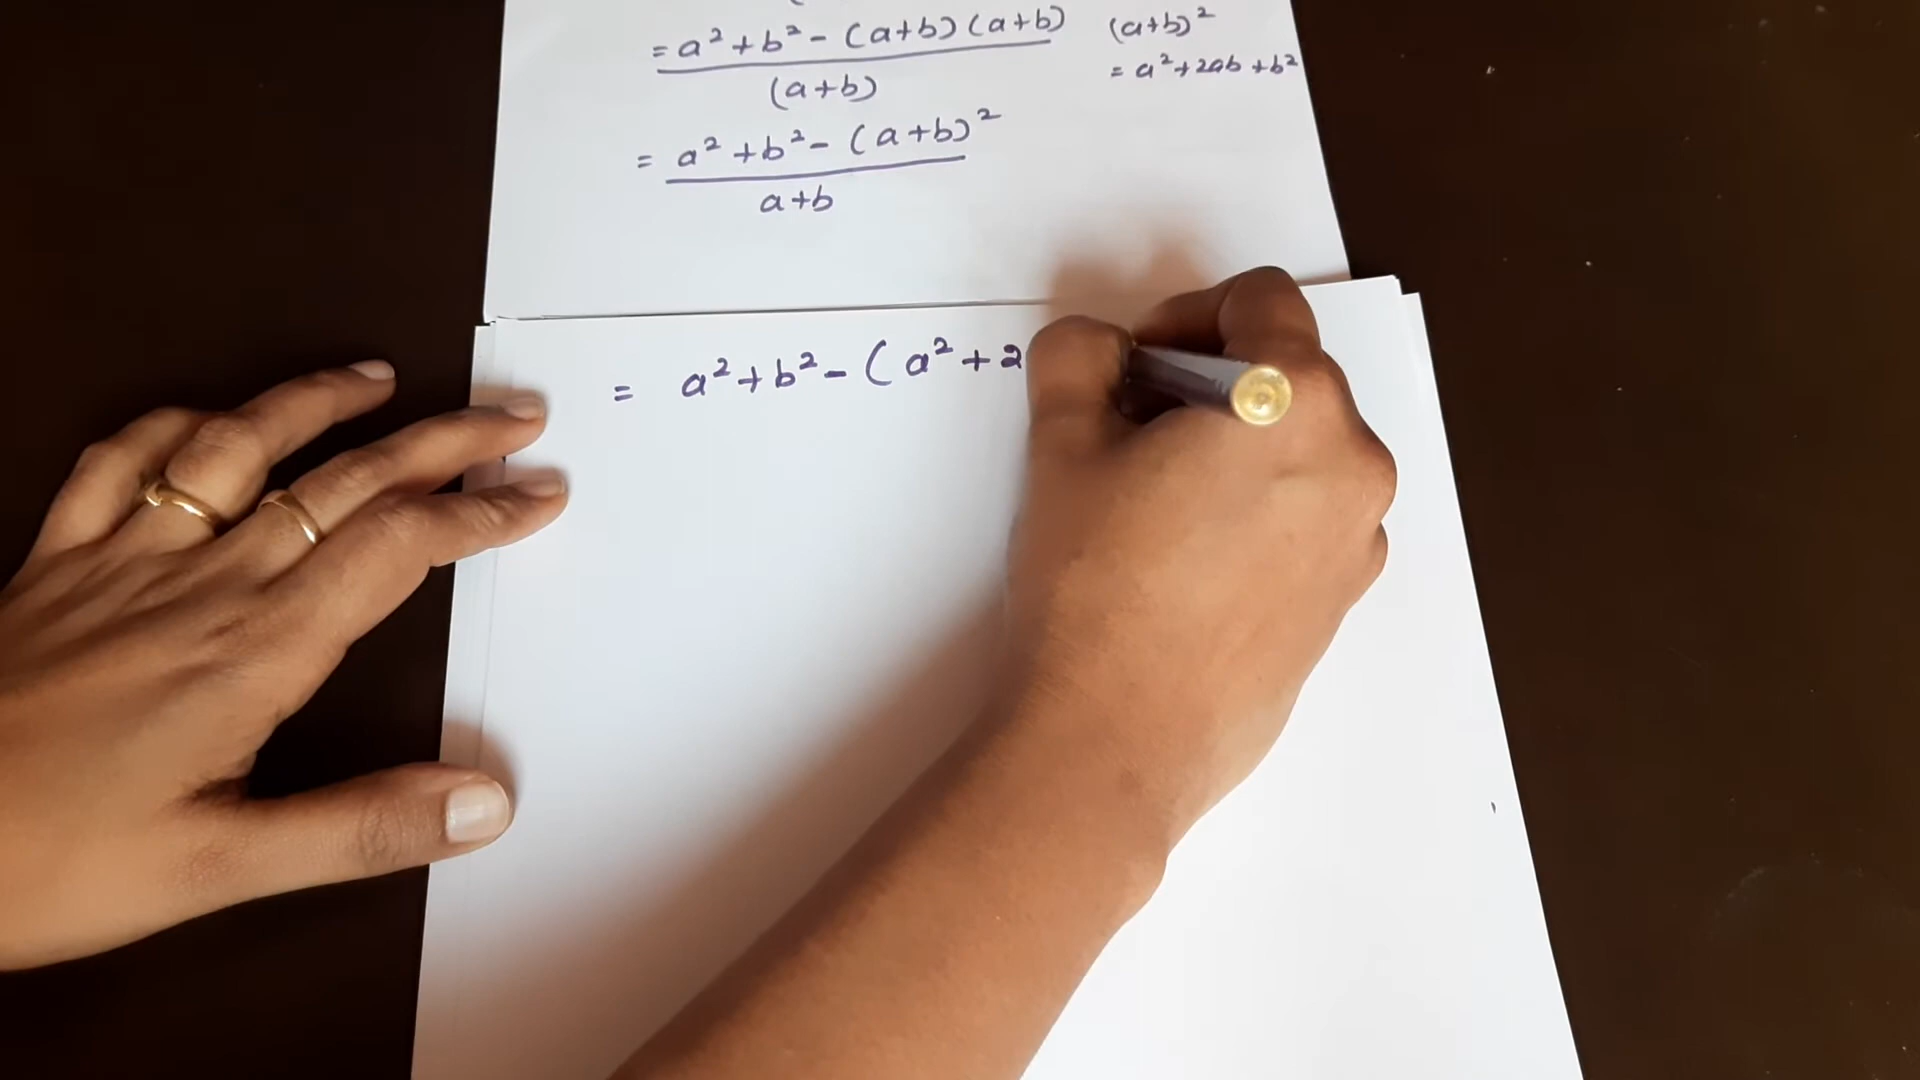 = a² + b² - (a+b) (a+b)
(a+b)
(a+b)²
= a² + 2ab + b²
= a² + b² - (a+b)²
a+b
= a² + b² - ( a² + 2